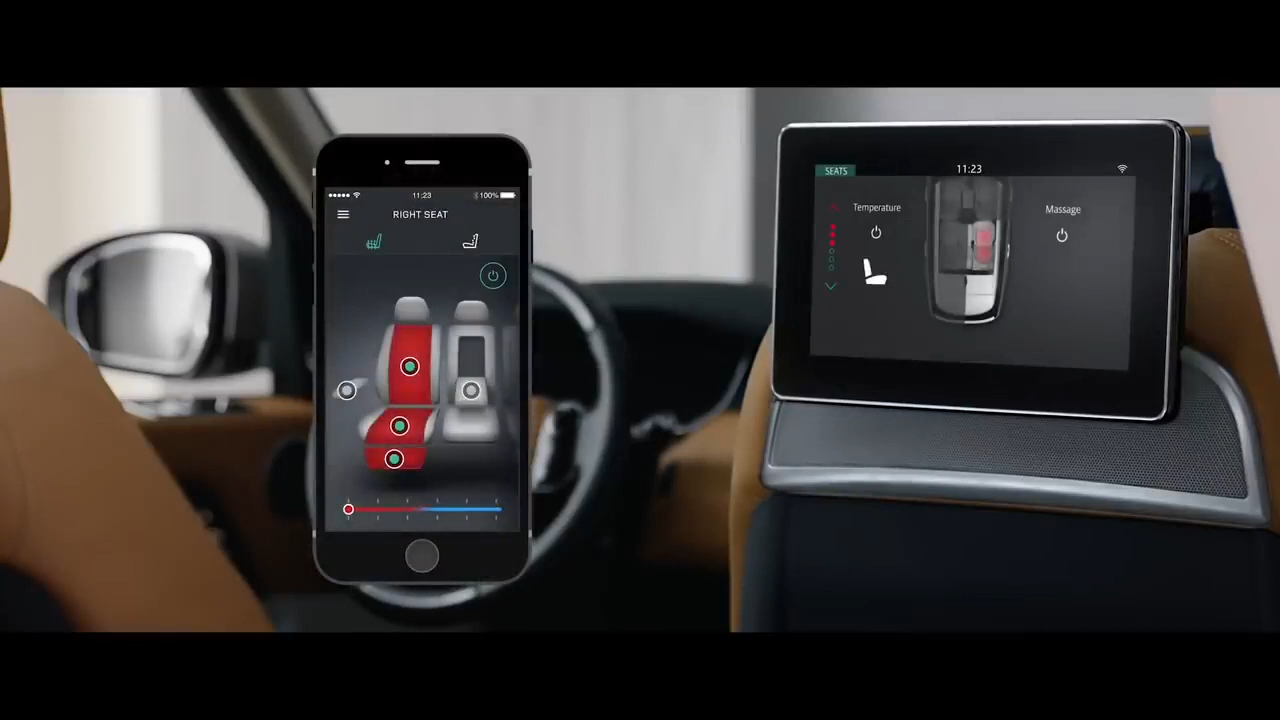 11:23
100%
RIGHT SEAT
SEATS
11:23
Temperature
Massage